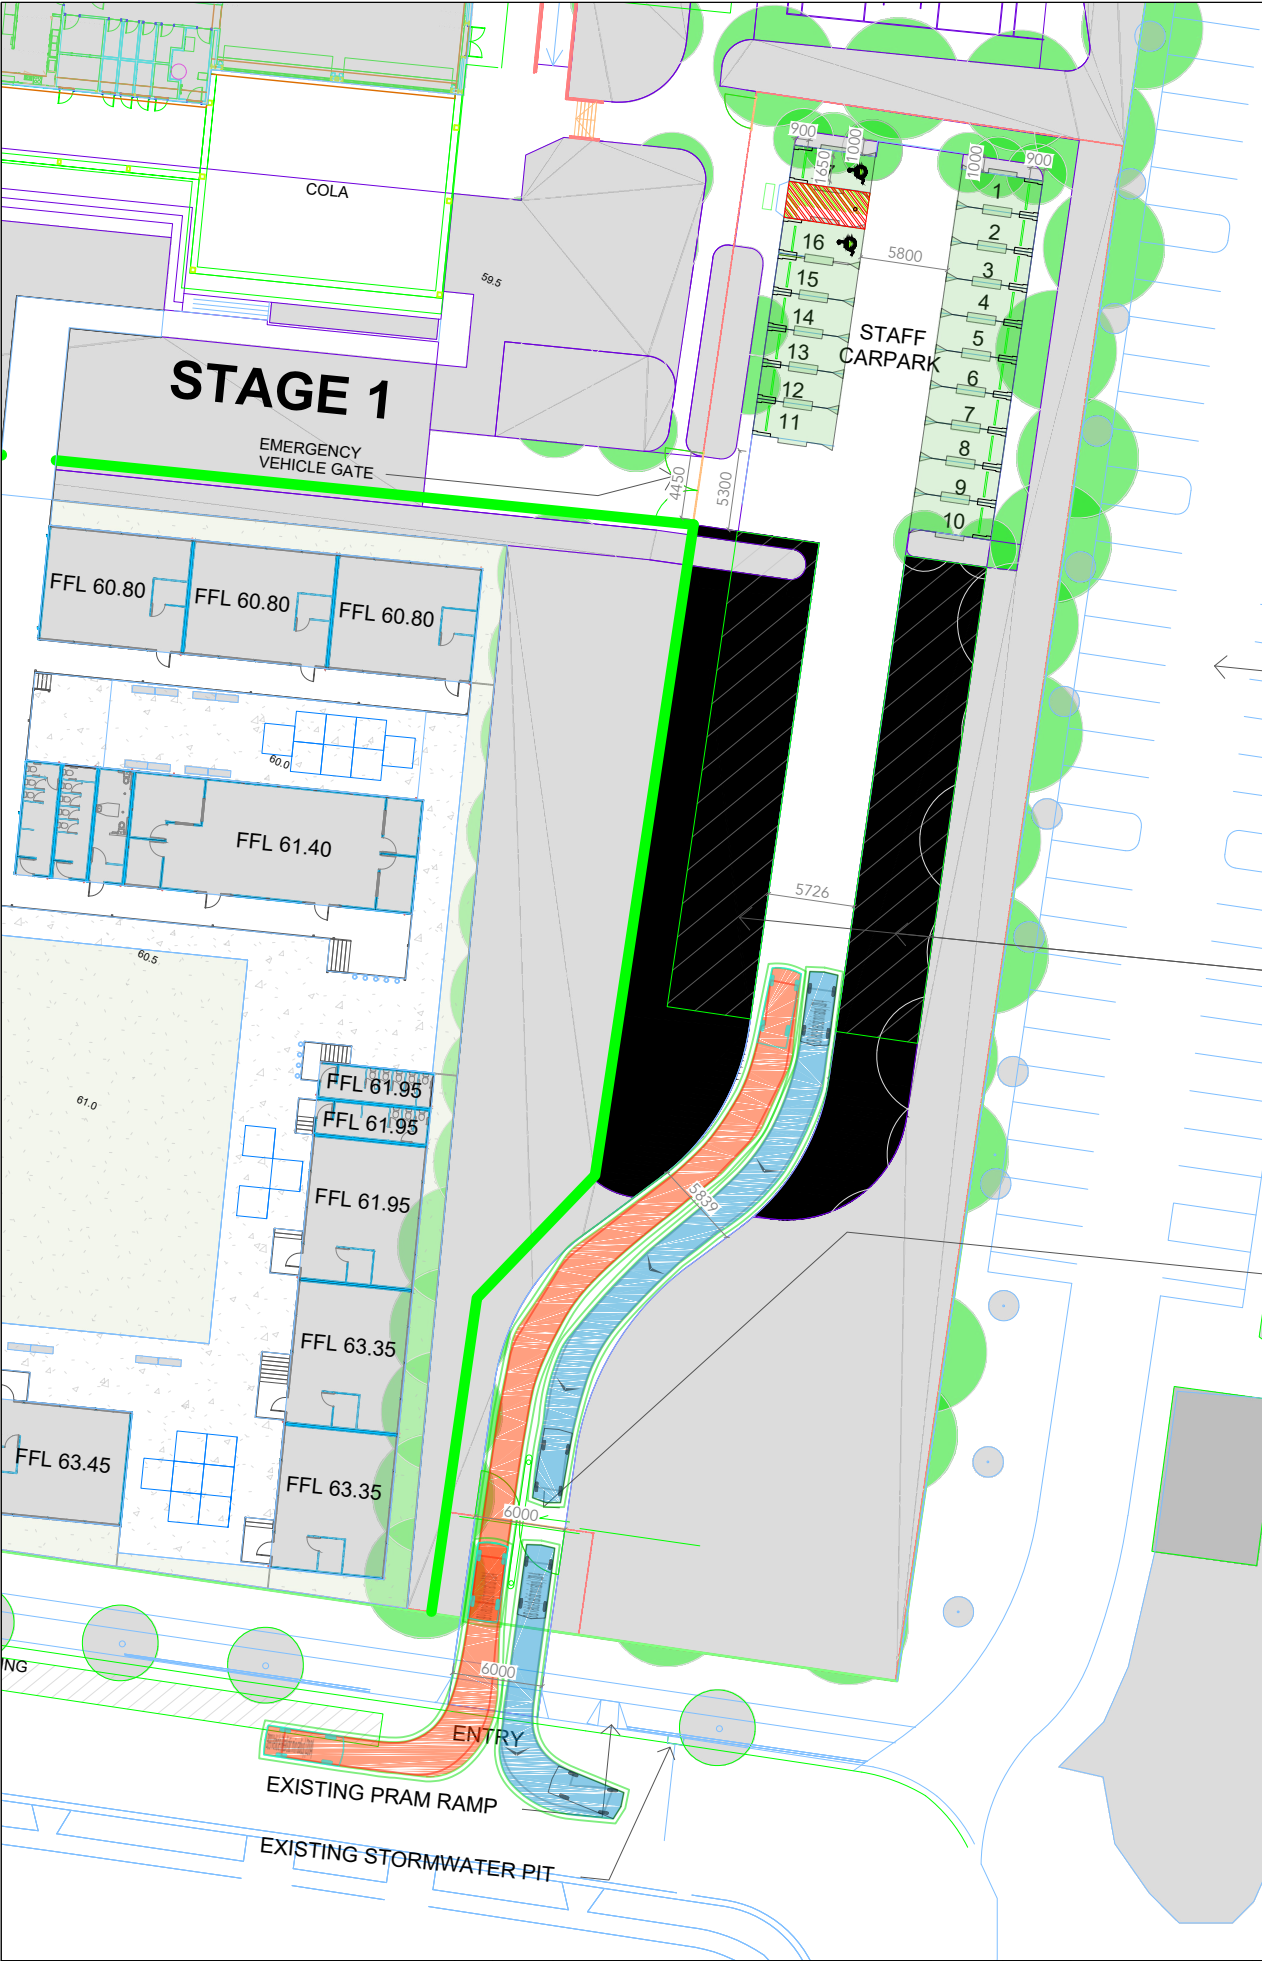 900
1000
1650
1000
900
COLA
59.5
1
2
3
4
5
6
7
8
9
10
16
15
14
13
12
11
5800
STAFF
CARPARK
STAGE 1
EMERGENCY
VEHICLE GATE
4450
5300
FFL 60.80
FFL 60.80
FFL 60.80
60.0
FFL 61.40
60.5
5726
61.0
FFL 61.95
FFL 61.95
FFL 61.95
5839
FFL 63.35
FFL 63.45
FFL 63.35
6000
6000
ING
ENTRY
EXISTING PRAM RAMP
EXISTING STORMWATER PIT